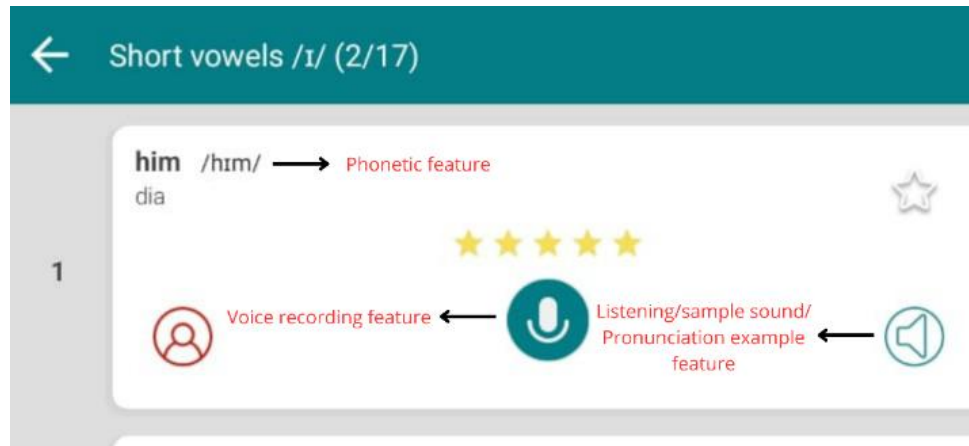 Short vowels /ɪ/ (2/17)
him /hɪm/ Phonetic feature
dia
1
Voice recording feature
Listening/sample sound/
Pronunciation example
feature